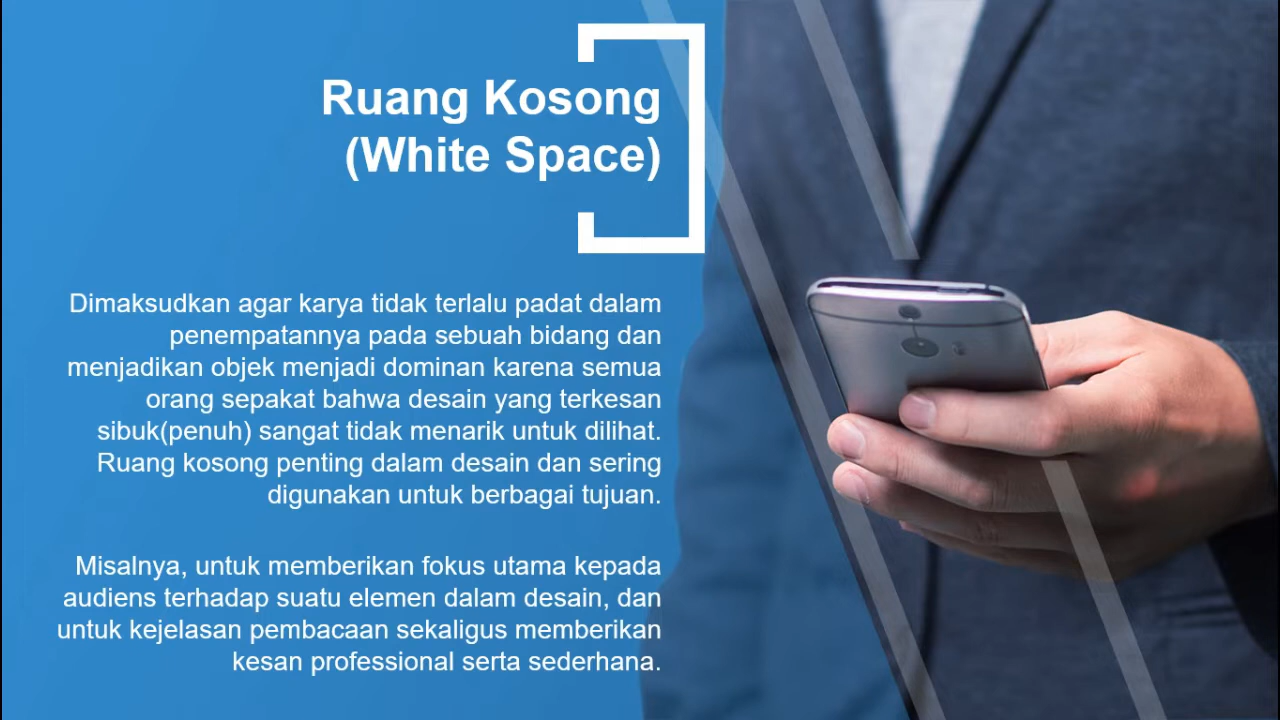 Ruang Kosong
(White Space)
Dimaksudkan agar karya tidak terlalu padat dalam
penempatannya pada sebuah bidang dan
menjadikan objek menjadi dominan karena semua
orang sepakat bahwa desain yang terkesan
sibuk(penuh) sangat tidak menarik untuk dilihat.
Ruang kosong penting dalam desain dan sering
digunakan untuk berbagai tujuan.
Misalnya, untuk memberikan fokus utama kepada
audiens terhadap suatu elemen dalam desain, dan
untuk kejelasan pembacaan sekaligus memberikan
kesan professional serta sederhana.